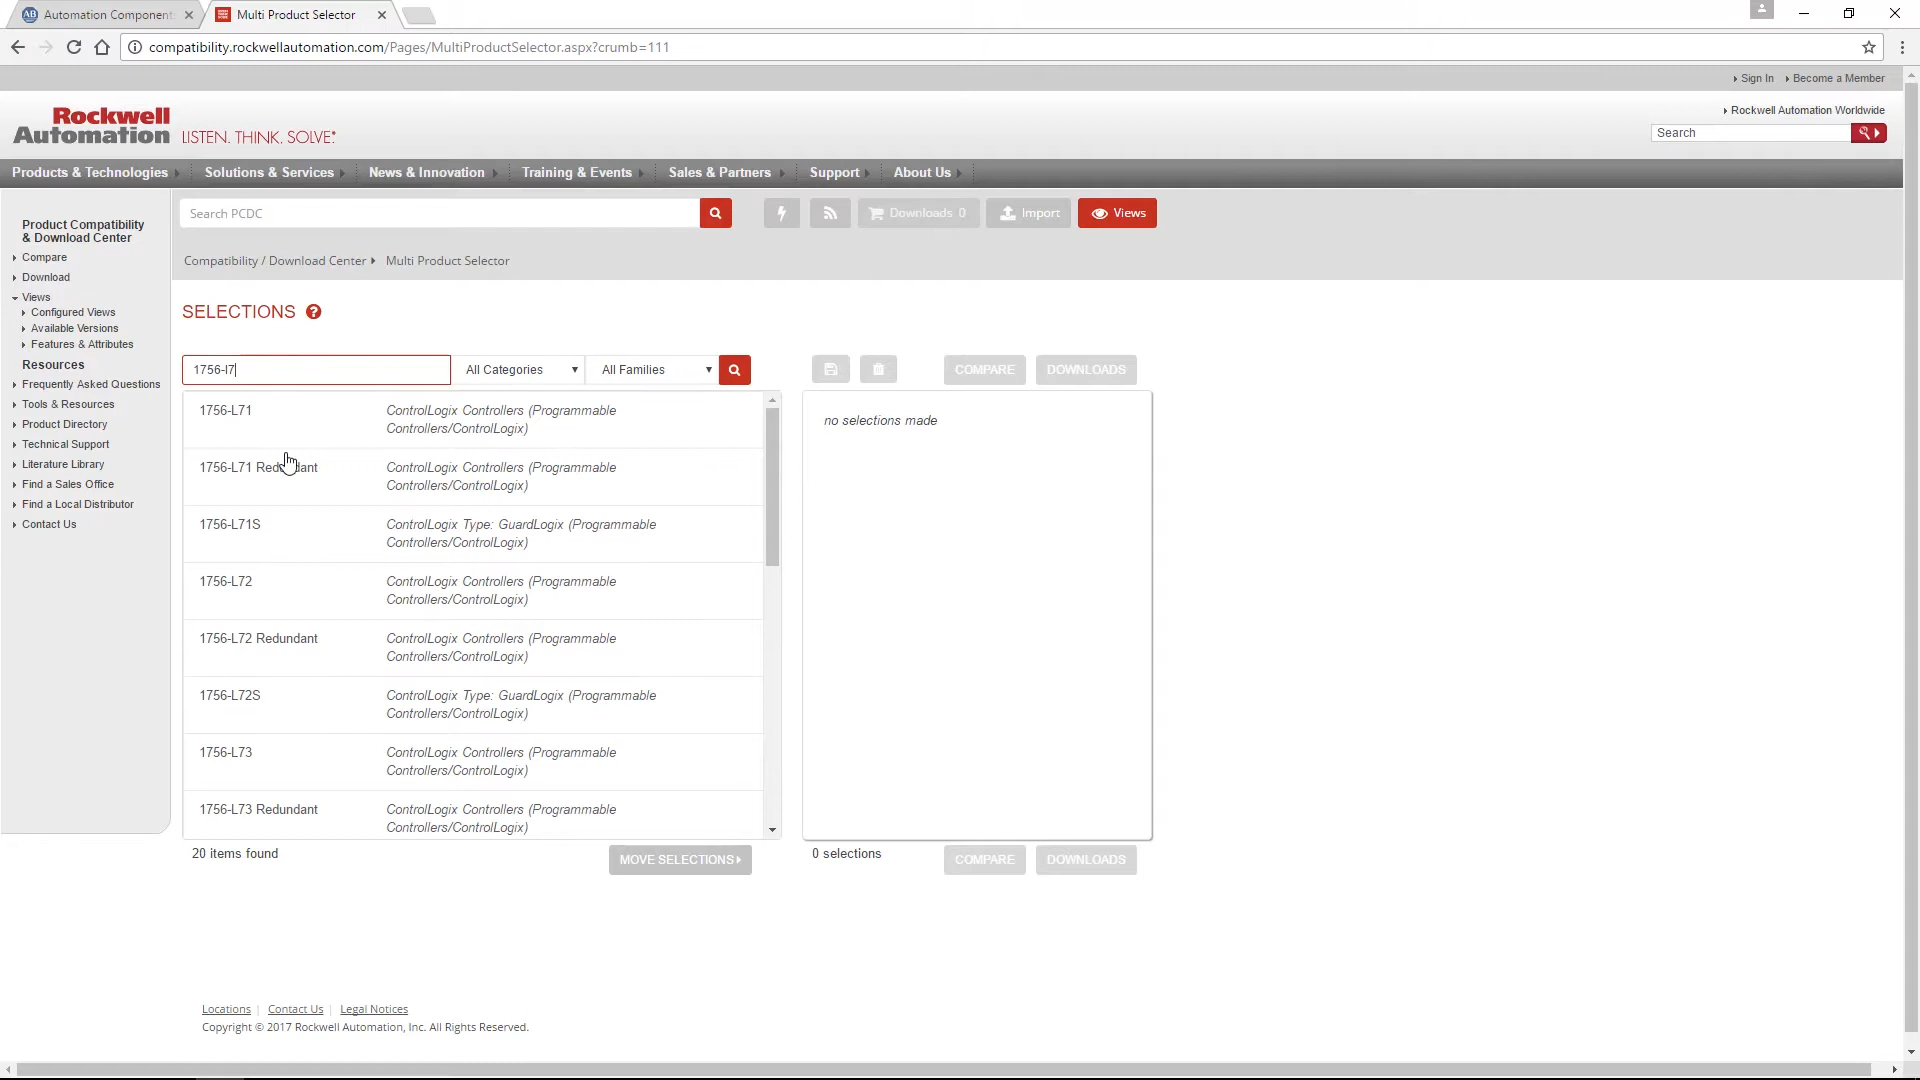 Automation Component
Multi Product Selector
compatibility.rockwellautomation.com/Pages/MultiProductSelector.aspx?crumb=111
Sign In
Become a Member
Rockwell Automation
LISTEN. THINK. SOLVE.
Rockwell Automation Worldwide
Search
Products & Technologies
Solutions & Services
News & Innovation
Training & Events
Sales & Partners
Support
About Us
Product Compatibility
& Download Center
Compare
Download
Views
Configured Views
Available Versions
Features & Attributes
Resources
Frequently Asked Questions
Tools & Resources
Product Directory
Technical Support
Literature Library
Find a Sales Office
Find a Local Distributor
Contact Us
Search PCDC
Downloads 0
Import
Views
Compatibility / Download Center
Multi Product Selector
SELECTIONS ?
1756-l7
All Categories
All Families
COMPARE
DOWNLOADS
1756-L71
ControlLogix Controllers (Programmable
Controllers/ControlLogix)
1756-L71 Redundant
ControlLogix Controllers (Programmable
Controllers/ControlLogix)
1756-L71S
ControlLogix Type: GuardLogix (Programmable
Controllers/ControlLogix)
1756-L72
ControlLogix Controllers (Programmable
Controllers/ControlLogix)
1756-L72 Redundant
ControlLogix Controllers (Programmable
Controllers/ControlLogix)
1756-L72S
ControlLogix Type: GuardLogix (Programmable
Controllers/ControlLogix)
1756-L73
ControlLogix Controllers (Programmable
Controllers/ControlLogix)
1756-L73 Redundant
ControlLogix Controllers (Programmable
Controllers/ControlLogix)
no selections made
20 items found
MOVE SELECTIONS
0 selections
COMPARE
DOWNLOADS
Locations | Contact Us | Legal Notices
Copyright © 2017 Rockwell Automation, Inc. All Rights Reserved.